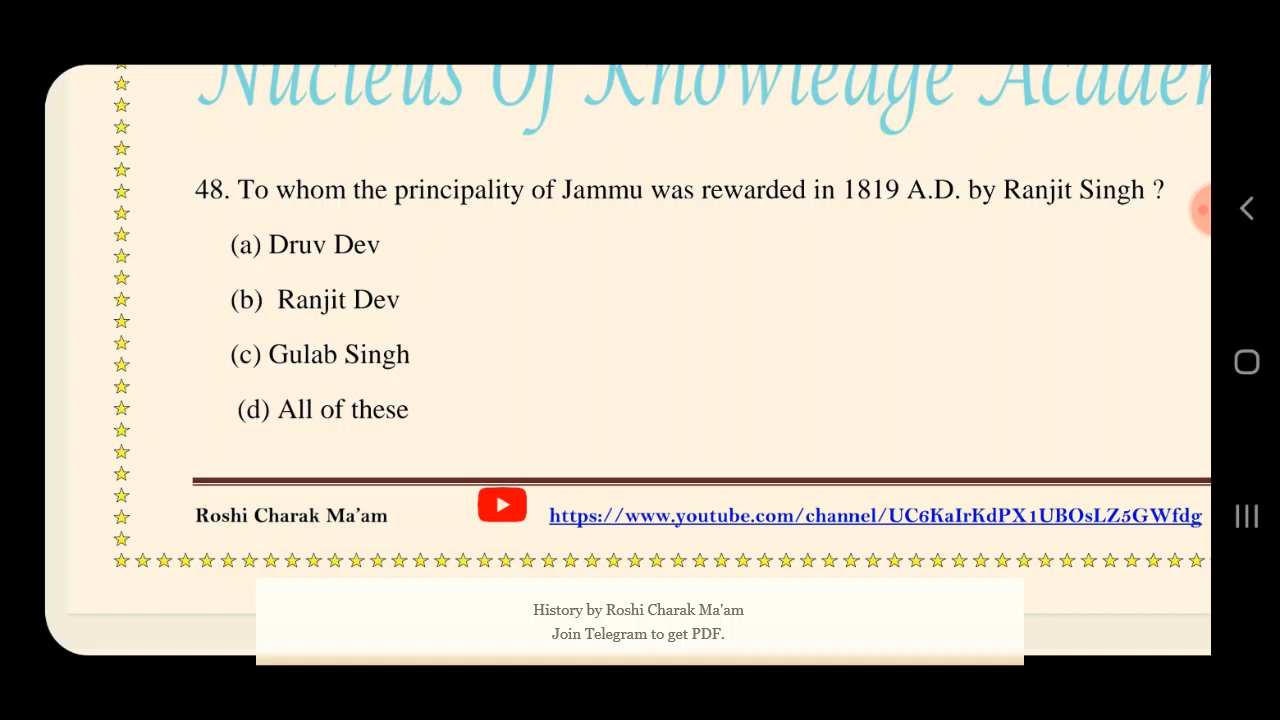 Nucleus Of Knowledge Acader
48. To whom the principality of Jammu was rewarded in 1819 A.D. by Ranjit Singh ?
(a) Druv Dev
(b) Ranjit Dev
(c) Gulab Singh
(d) All of these
Roshi Charak Ma’am https://www.youtube.com/channel/UC6KaIrKdPX1UBOsLZ5GWfdg
History by Roshi Charak Ma'am
Join Telegram to get PDF.